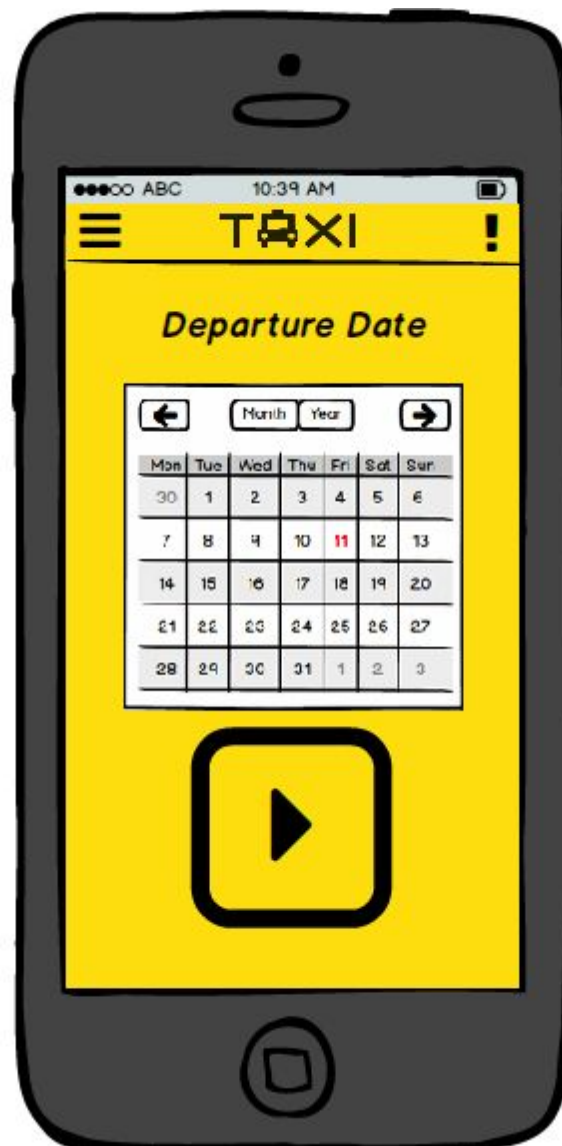 ABC 10:39 AM
TAXI !
Departure Date
Month Year
Mon Tue Wed Thu Fri Sat Sun
30 1 2 3 4 5 6
7 8 9 10 11 12 13
14 15 16 17 18 19 20
21 22 23 24 25 26 27
28 29 30 31 1 2 3